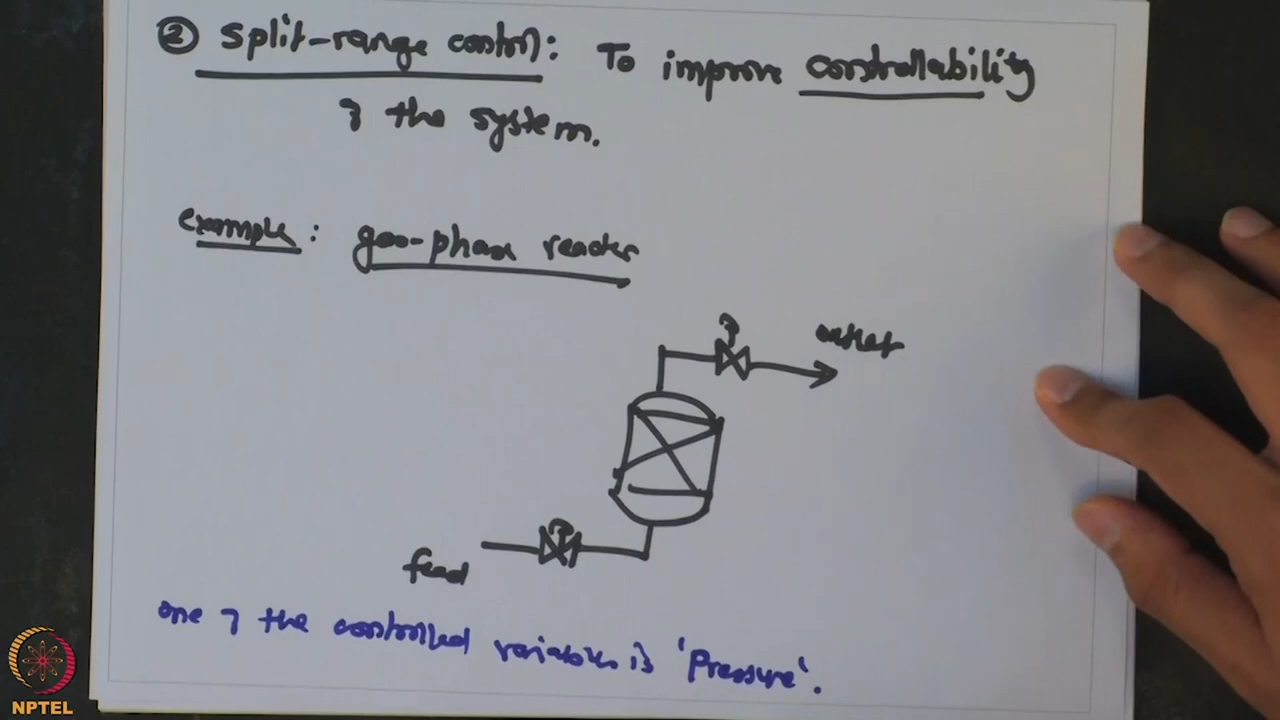 ② Split-range control: To improve controllability
of the system.
example: gas-phase reactor
outlet
feed
one of the controlled variables is 'Pressure'.
NPTEL